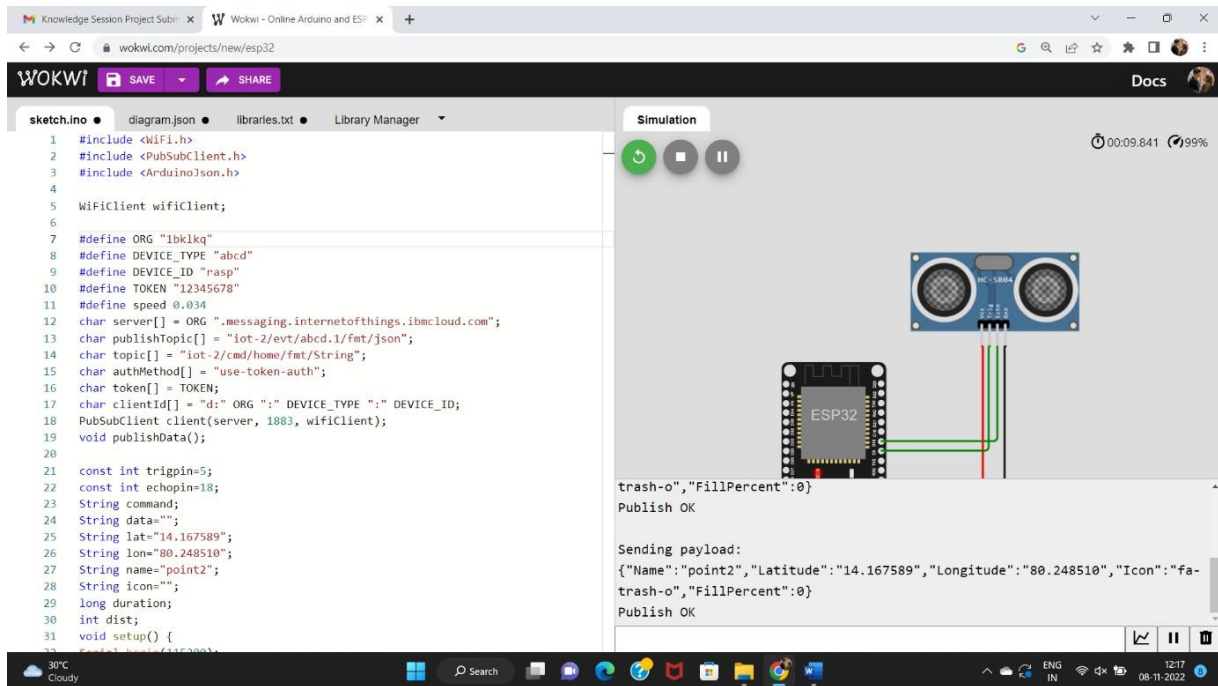 Knowledge Session Project Subm
Wokwi - Online Arduino and ESP
wokwi.com/projects/new/esp32
WOKWI SAVE SHARE Docs
sketch.ino diagram.json libraries.txt Library Manager
1 #include <WiFi.h>
2 #include <PubSubClient.h>
3 #include <ArduinoJson.h>
4
5 WiFiClient wifiClient;
6
7 #define ORG "1bklkq"
8 #define DEVICE_TYPE "abcd"
9 #define DEVICE_ID "rasp"
10 #define TOKEN "12345678"
11 #define speed 0.034
12 char server[] = ORG ".messaging.internetofthings.ibmcloud.com";
13 char publishTopic[] = "iot-2/evt/abcd.1/fmt/json";
14 char topic[] = "iot-2/cmd/home/fmt/String";
15 char authMethod[] = "use-token-auth";
16 char token[] = TOKEN;
17 char clientId[] = "d:" ORG ":" DEVICE_TYPE ":" DEVICE_ID;
18 PubSubClient client(server, 1883, wifiClient);
19 void publishData();
20
21 const int trigpin=5;
22 const int echopin=18;
23 String command;
24 String data="";
25 String lat="14.167589";
26 String lon="80.248510";
27 String name="point2";
28 String icon="";
29 long duration;
30 int dist;
31 void setup() {
32 Serial.begin(115200);
Simulation
00:09.841 99%
HC-SR04
ESP32
trash-o","FillPercent":0}
Publish OK
Sending payload:
{"Name":"point2","Latitude":"14.167589","Longitude":"80.248510","Icon":"fa-
trash-o","FillPercent":0}
Publish OK
30°C
Cloudy
Search
ENG
IN
12:17
08-11-2022